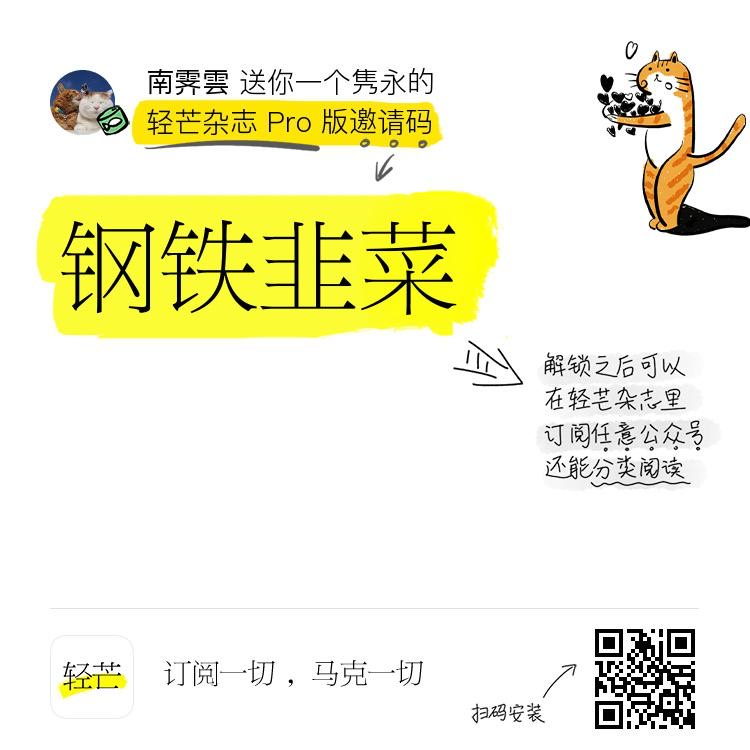 南霁雲 送你一个隽永的
轻芒杂志 Pro 版邀请码
钢铁韭菜
解锁之后可以
在轻芒杂志里
订阅任意公众号
还能分类阅读
轻芒
订阅一切，马克一切
扫码安装